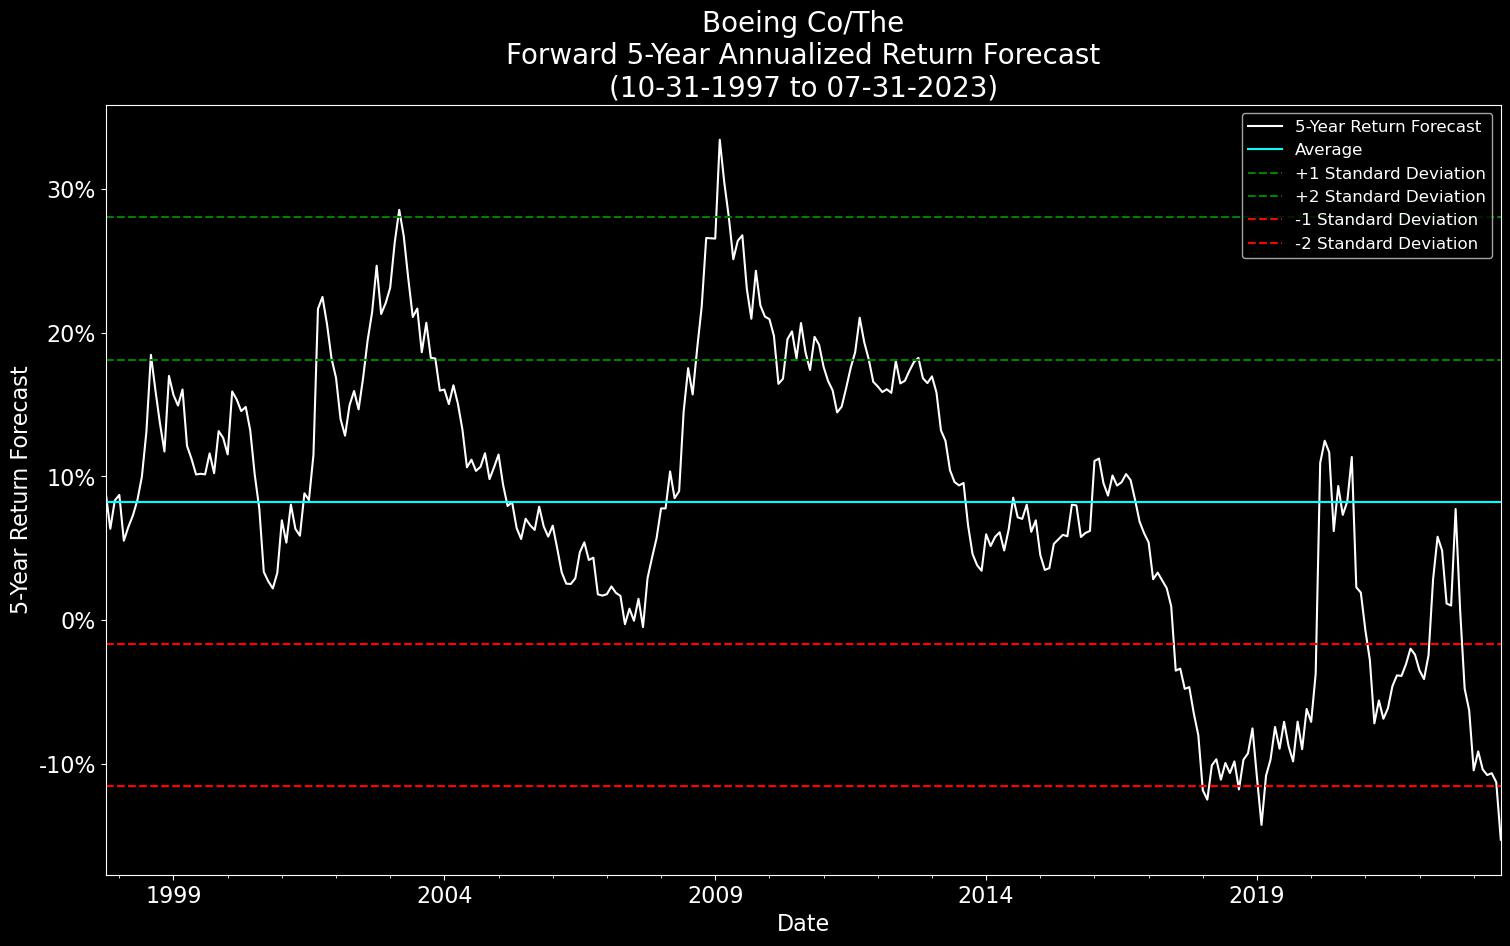 Boeing Co/The
Forward 5-Year Annualized Return Forecast
(10-31-1997 to 07-31-2023)
5-Year Return Forecast
Average
+1 Standard Deviation
+2 Standard Deviation
-1 Standard Deviation
-2 Standard Deviation
30%
20%
10%
0%
-10%
5-Year Return Forecast
1999
2004
2009
2014
2019
Date